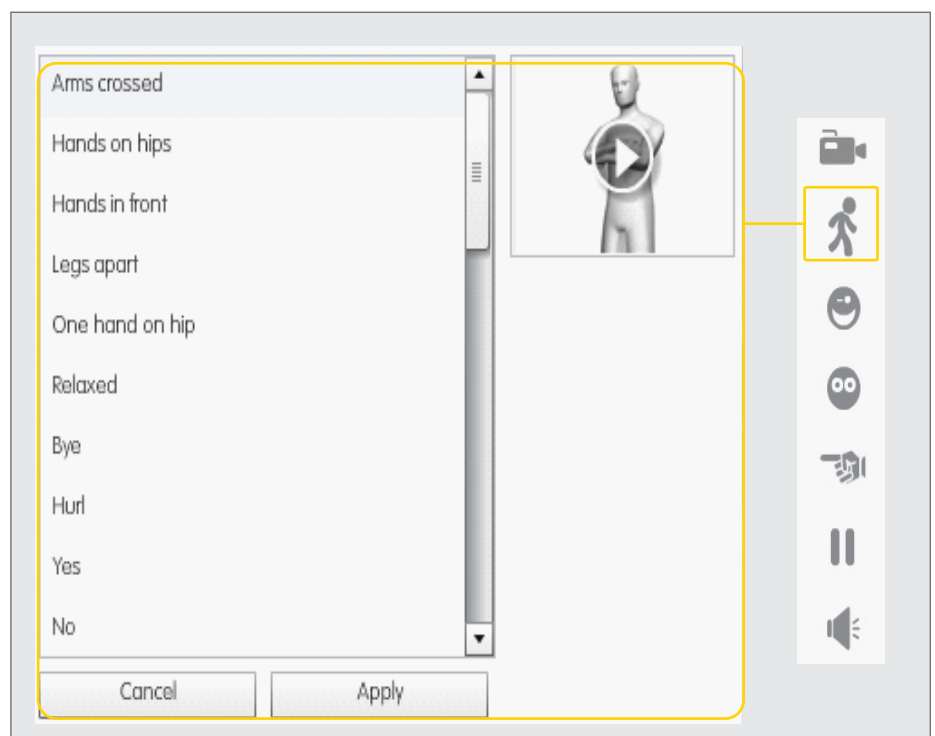 Arms crossed
Hands on hips
Hands in front
Legs apart
One hand on hip
Relaxed
Bye
Hurl
Yes
No
Cancel Apply